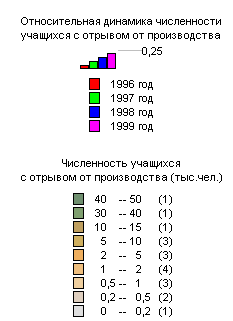 Относительная динамика численности
учащихся с отрывом от производства
0,25
1996 год
1997 год
1998 год
1999 год
Численность учащихся
с отрывом от производства (тыс.чел.)
40 -- 50 (1)
30 -- 40 (1)
10 -- 15 (1)
5 -- 10 (3)
2 -- 5 (3)
1 -- 2 (4)
0,5 -- 1 (3)
0,2 -- 0,5 (2)
0 -- 0,2 (1)